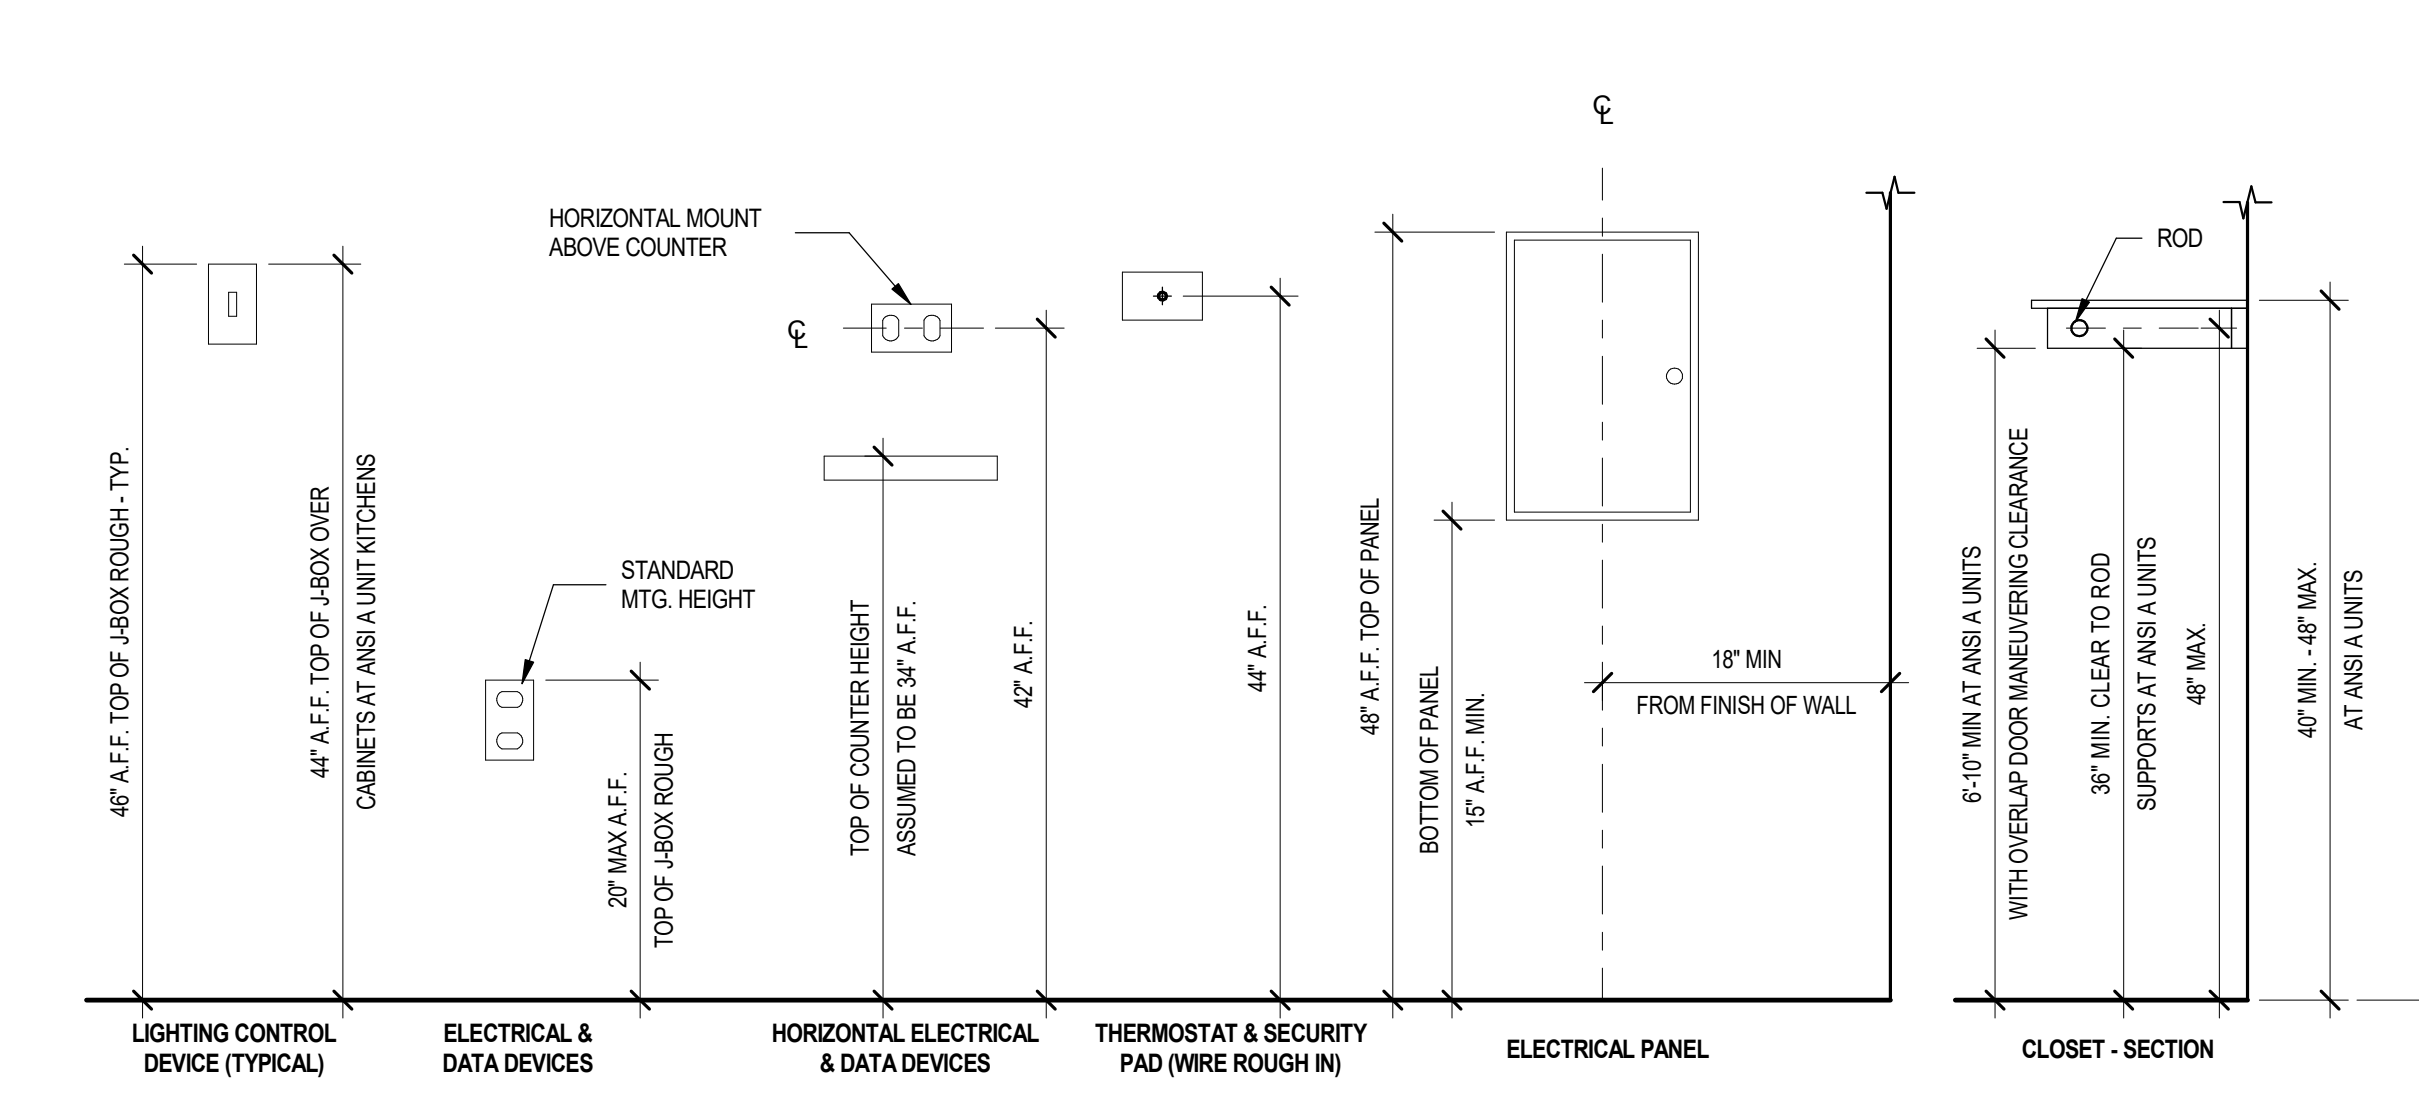 ℄
HORIZONTAL MOUNT
ABOVE COUNTER
ROD
℄
STANDARD
MTG. HEIGHT
46" A.F.F. TOP OF J-BOX ROUGH - TYP.
44" A.F.F. TOP OF J-BOX OVER
CABINETS AT ANSI A UNIT KITCHENS
20" MAX A.F.F.
TOP OF J-BOX ROUGH
TOP OF COUNTER HEIGHT
ASSUMED TO BE 34" A.F.F.
42" A.F.F.
44" A.F.F.
48" A.F.F. TOP OF PANEL
BOTTOM OF PANEL
15" A.F.F. MIN.
18" MIN
FROM FINISH OF WALL
6'-10" MIN AT ANSI A UNITS
WITH OVERLAP DOOR MANEUVERING CLEARANCE
36" MIN. CLEAR TO ROD
SUPPORTS AT ANSI A UNITS
48" MAX.
40" MIN. - 48" MAX.
AT ANSI A UNITS
LIGHTING CONTROL
DEVICE (TYPICAL)
ELECTRICAL &
DATA DEVICES
HORIZONTAL ELECTRICAL
& DATA DEVICES
THERMOSTAT & SECURITY
PAD (WIRE ROUGH IN)
ELECTRICAL PANEL
CLOSET - SECTION